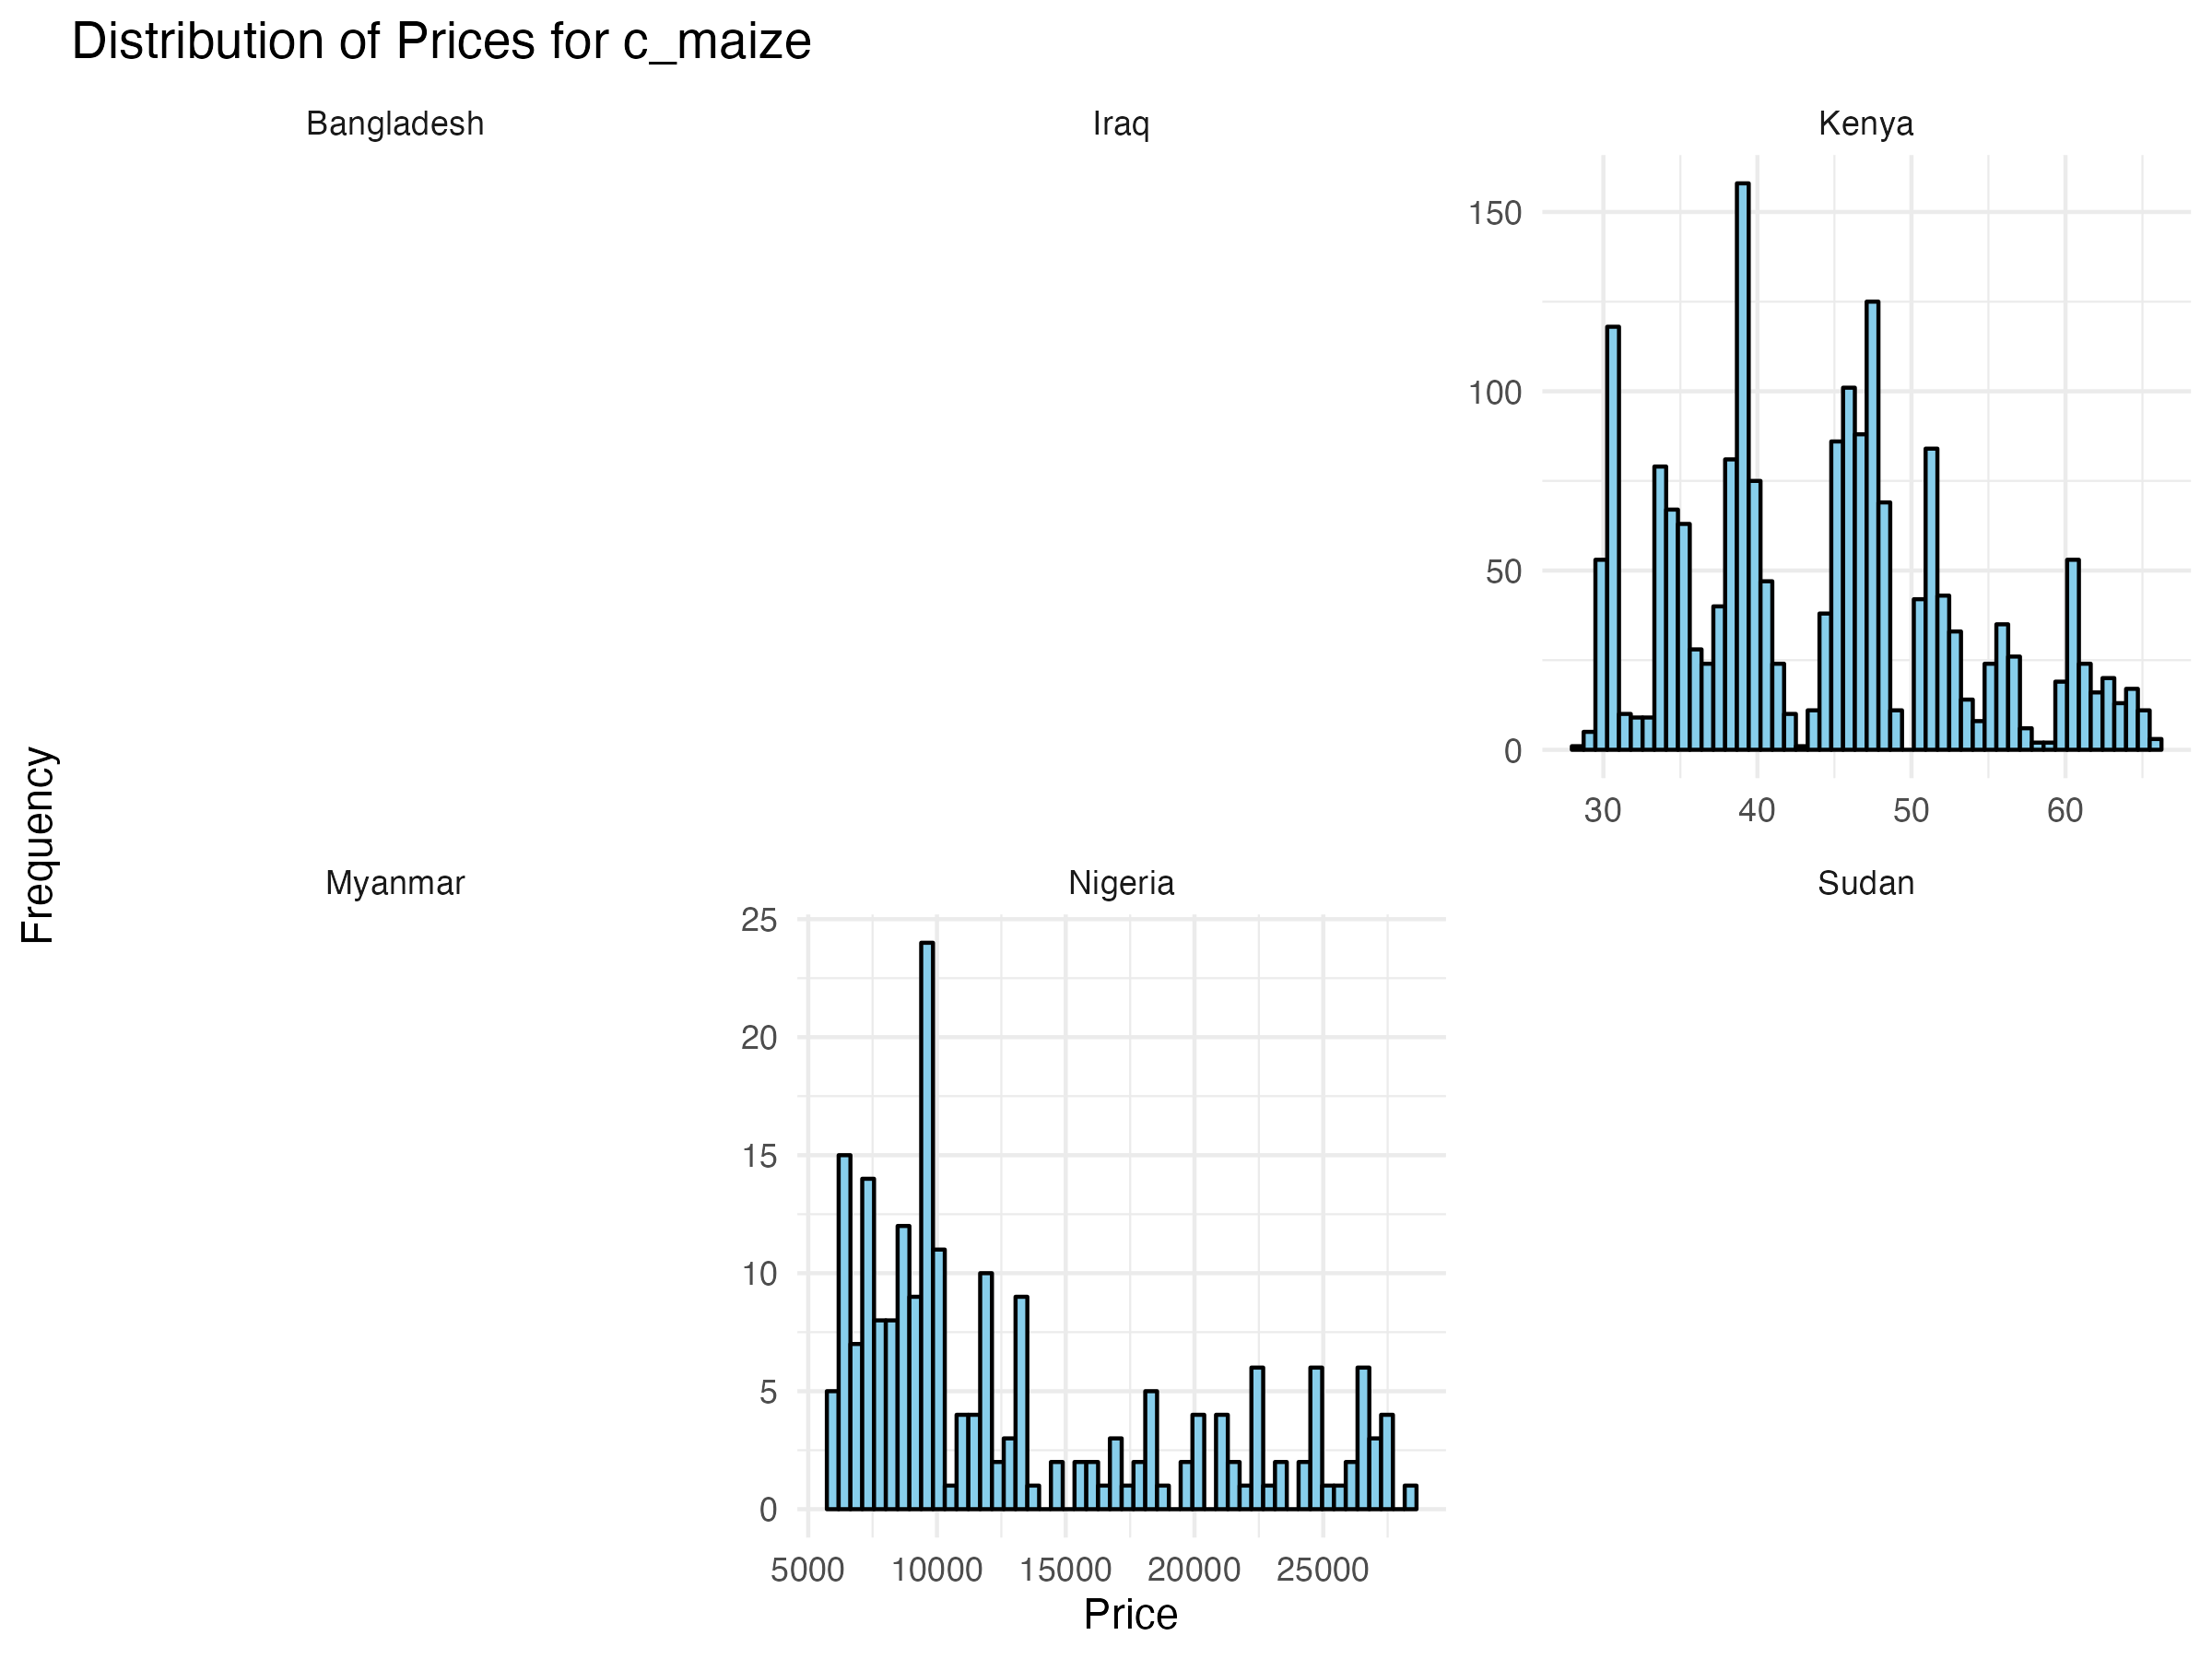 Distribution of Prices for c_maize
Bangladesh
Iraq
Kenya
150
100
50
0
30 40 50 60
Frequency
Myanmar
Nigeria
Sudan
25
20
15
10
5
0
5000 10000 15000 20000 25000
Price